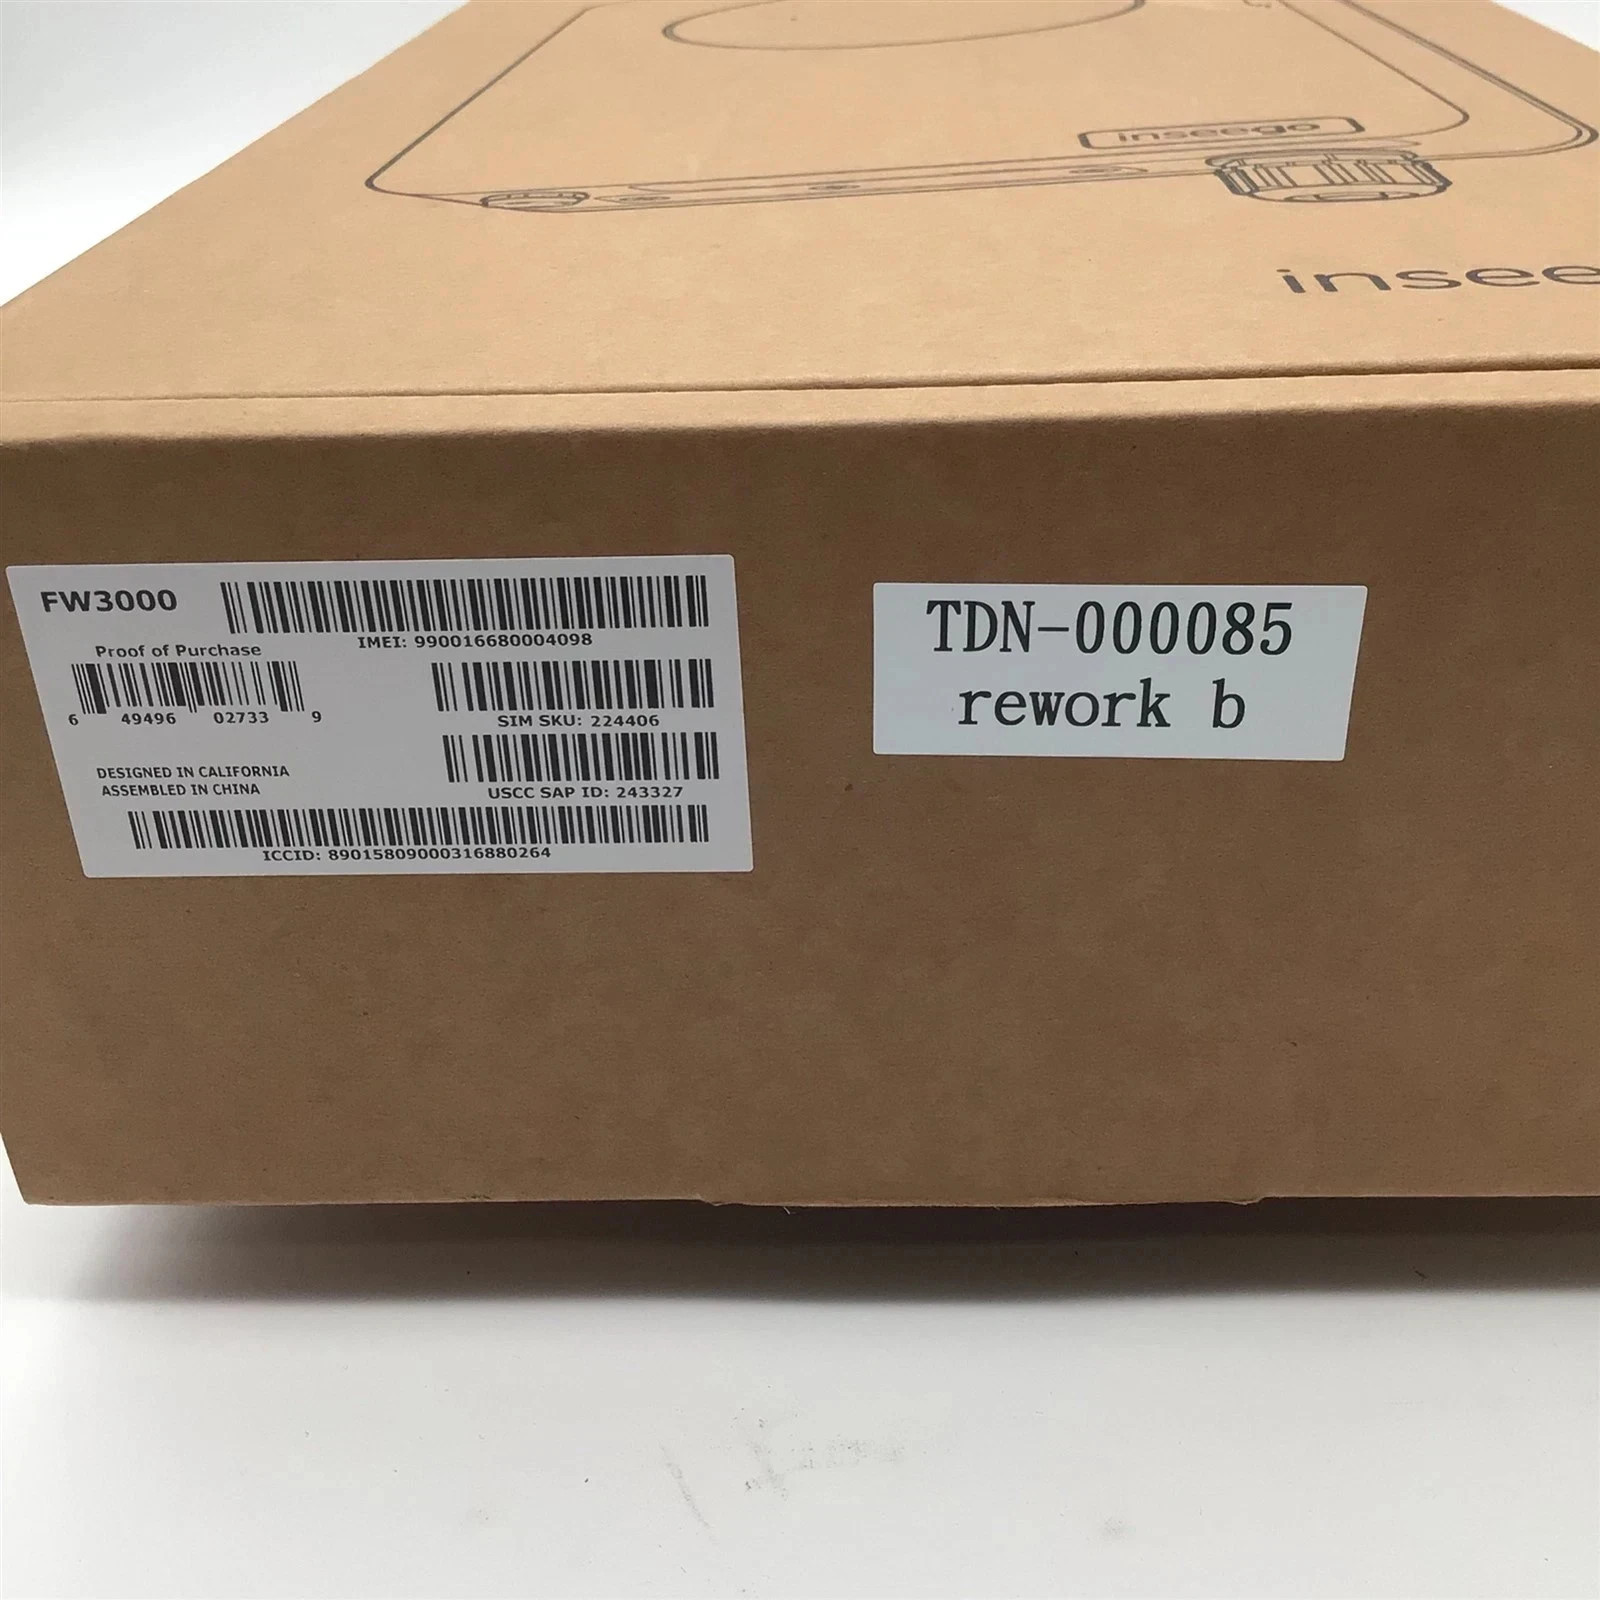 inseego
insee
FW3000
IMEI: 990016680004098
Proof of Purchase
6 49496 02733 9
SIM SKU: 224406
USCC SAP ID: 243327
DESIGNED IN CALIFORNIA
ASSEMBLED IN CHINA
ICCID: 89015809000316880264
TDN-000085
rework b